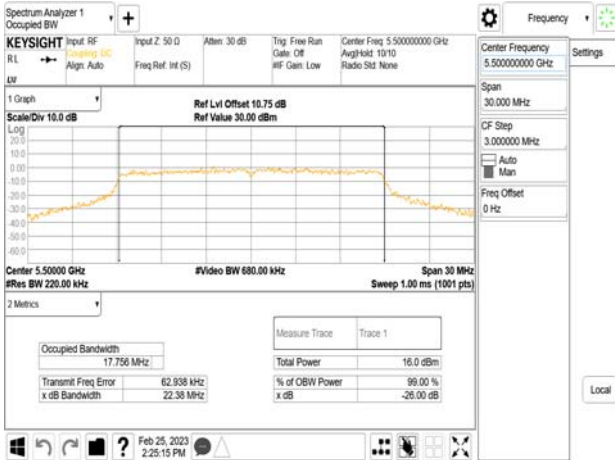 Spectrum Analyzer 1
Occupied BW
+
Frequency
KEYSIGHT
RL
LXI
Input: RF
Coupling: DC
Align: Auto
Input Z: 50 Ω
Freq Ref: Int (S)
Atten: 30 dB
Trig: Free Run
Gate: Off
#IF Gain: Low
Center Freq: 5.500000000 GHz
Avg|Hold: 10/10
Radio Std: None
Center Frequency
5.500000000 GHz
Settings
Span
30.000 MHz
CF Step
3.000000 MHz
Auto
Man
Freq Offset
0 Hz
Local
1 Graph
Scale/Div 10.0 dB
Ref Lvl Offset 10.75 dB
Ref Value 30.00 dBm
Log
20.0
10.0
0.00
-10.0
-20.0
-30.0
-40.0
-50.0
-60.0
Center 5.50000 GHz
#Res BW 220.00 kHz
#Video BW 680.00 kHz
Span 30 MHz
Sweep 1.00 ms (1001 pts)
2 Metrics
Measure Trace Trace 1
Occupied Bandwidth
17.756 MHz
Total Power 16.0 dBm
Transmit Freq Error 62.938 kHz
% of OBW Power 99.00 %
x dB Bandwidth 22.38 MHz
x dB -26.00 dB
?
Feb 25, 2023
2:25:15 PM